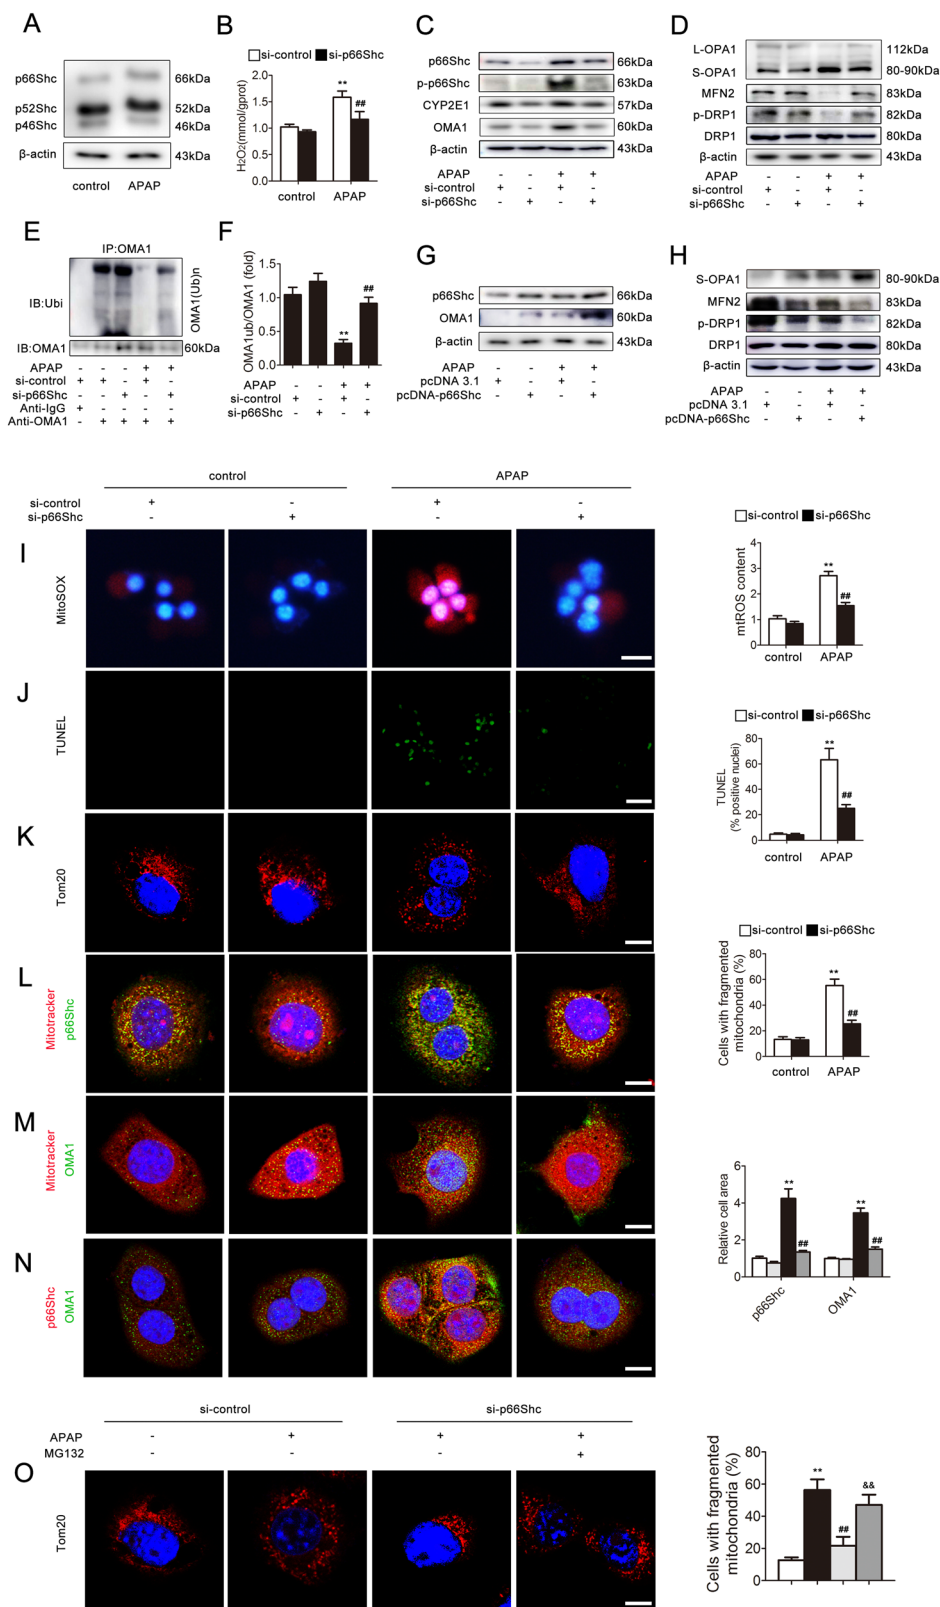 A
p66Shc
66kDa
p52Shc
52kDa
p46Shc
46kDa
β-actin
43kDa
control APAP
B
si-control si-p66Shc
H2O2(mmol/gprot)
2.0
1.5
1.0
0.5
0.0
**
##
control APAP
C
p66Shc 66kDa
p-p66Shc 63kDa
CYP2E1 57kDa
OMA1 60kDa
β-actin 43kDa
APAP - - + +
si-control + - + -
si-p66Shc - + - +
D
L-OPA1 112kDa
S-OPA1 80-90kDa
MFN2 83kDa
p-DRP1 82kDa
DRP1 80kDa
β-actin 43kDa
APAP - - + +
si-control + - + -
si-p66Shc - + - +
E
IP:OMA1
IB:Ubi
OMA1(Ub)n
IB:OMA1 60kDa
APAP - - - + +
si-control + + - + -
si-p66Shc - - + - +
Anti-IgG + - - - -
Anti-OMA1 - + + + +
F
OMA1ub/OMA1 (fold)
1.5
1.0
0.5
0.0
**
##
APAP - - + +
si-control + - + -
si-p66Shc - + - +
G
p66Shc 66kDa
OMA1 60kDa
β-actin 43kDa
APAP - - + +
pcDNA 3.1 + - + -
pcDNA-p66Shc - + - +
H
S-OPA1 80-90kDa
MFN2 83kDa
p-DRP1 82kDa
DRP1 80kDa
β-actin 43kDa
APAP - - + +
pcDNA 3.1 + - + -
pcDNA-p66Shc - + - +
control APAP
si-control + - + -
si-p66Shc - + - +
I
MitoSOX
si-control si-p66Shc
mtROS content
4
3
2
1
0
**
##
control APAP
J
TUNEL
si-control si-p66Shc
TUNEL
(% positive nuclei)
80
60
40
20
0
**
##
control APAP
K
Tom20
L
Mitotracker
p66Shc
si-control si-p66Shc
Cells with fragmented
mitochondria (%)
80
60
40
20
0
**
##
control APAP
M
Mitotracker
OMA1
N
p66Shc
OMA1
Relative cell area
6
4
2
0
**
##
**
##
p66Shc OMA1
si-control si-p66Shc
APAP - + + +
MG132 - - - +
O
Tom20
Cells with fragmented
mitochondria (%)
80
60
40
20
0
**
##
&&